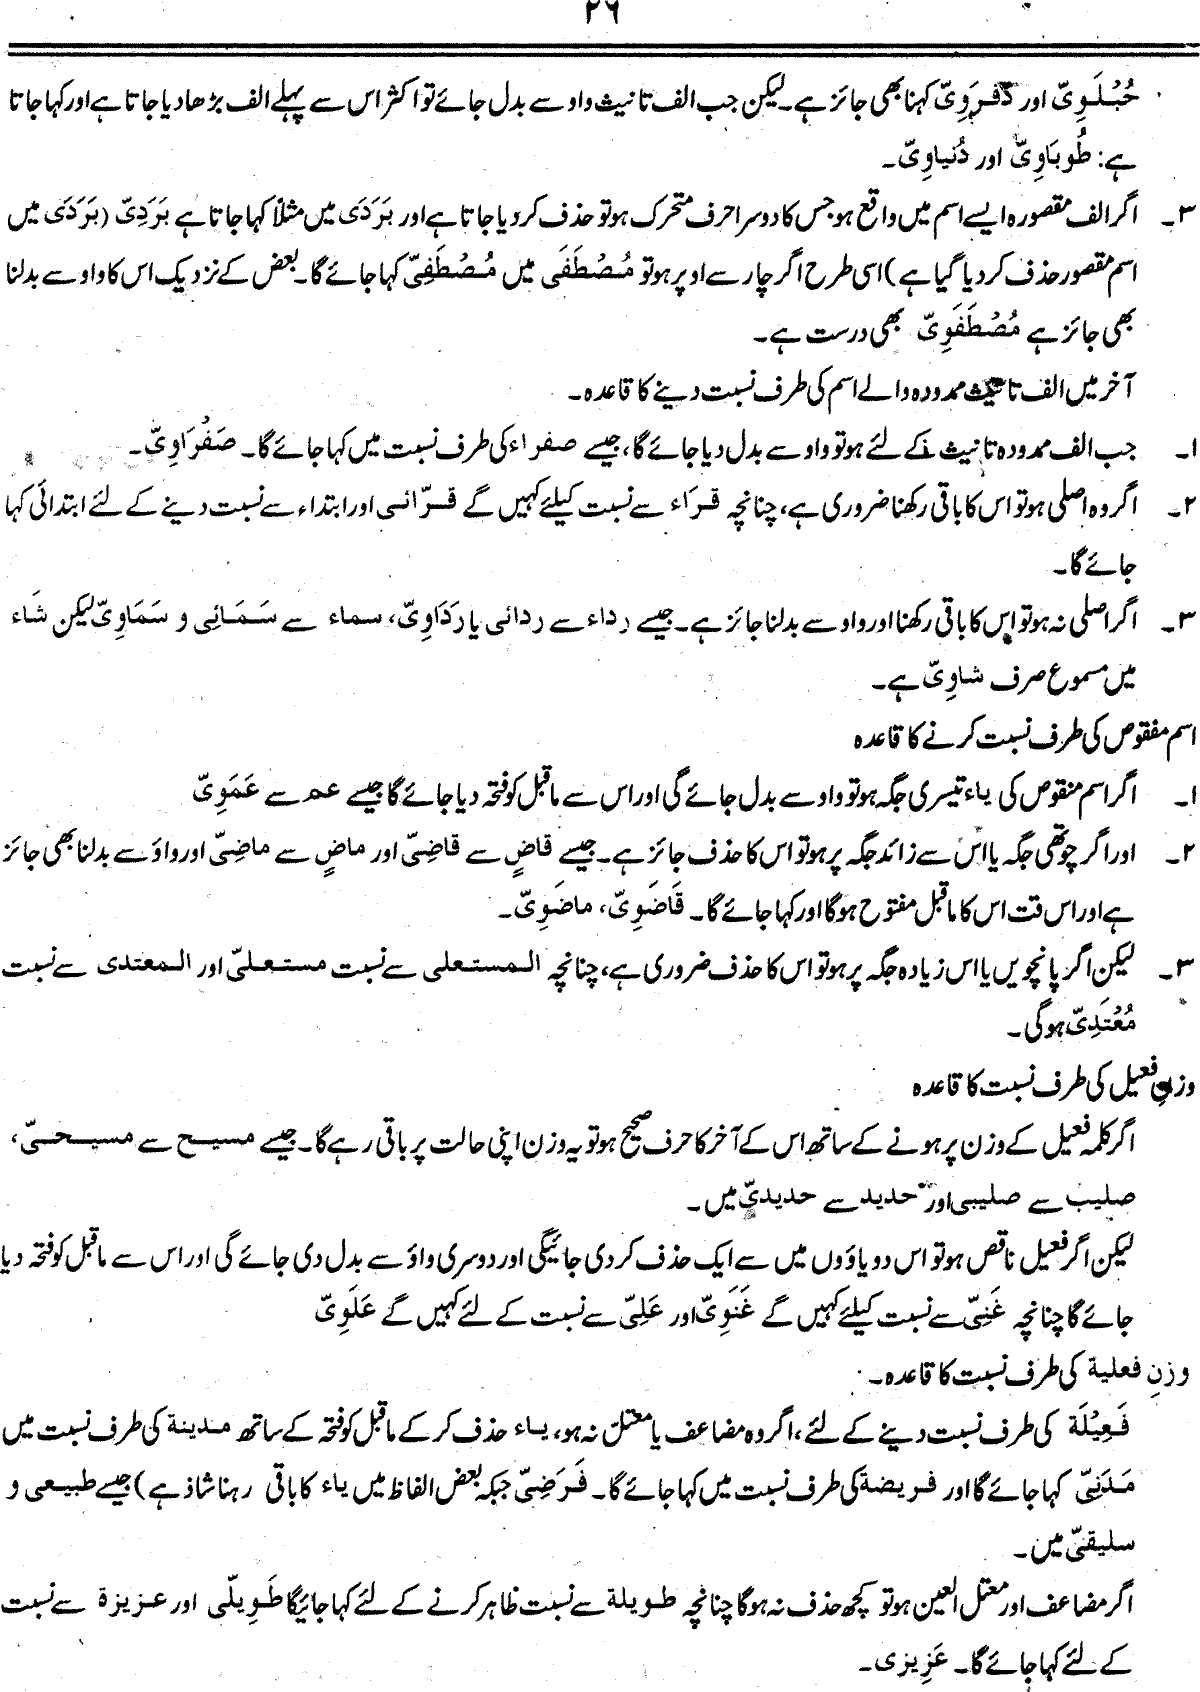 ۲۶
حُبْلَوِیّ اور ذفروِیّ کہنا بھی جائز ہے۔ لیکن جب الف تانیث واو سے بدل جائے تو اکثر اس سے پہلے الف بڑھا دیا جاتا ہے اور کہا جاتا
ہے: طُوبَاوِیّ اور دُنیاوِیّ۔
۳۔ اگر الف مقصورہ ایسے اسم میں واقع ہو جس کا دوسرا حرف متحرک ہو تو حذف کر دیا جاتا ہے اور بَرَدَی میں مثلاً کہا جاتا ہے بَرَدِیّ (بَرَدَی میں
اسم مقصور حذف کر دیا گیا ہے) اسی طرح اگر چار سے اوپر ہو تو مُصْطَفَی میں مُصْطَفِیّ کہا جائے گا۔ بعض کے نزدیک اس کا واو سے بدلنا
بھی جائز ہے مُصْطَفَوِیّ بھی درست ہے۔
آخر میں الف تانیث ممدودہ والے اسم کی طرف نسبت دینے کا قاعدہ۔
۱۔ جب الف ممدودہ تانیث کے لئے ہو تو واو سے بدل دیا جائے گا، جیسے صفراء کی طرف نسبت میں کہا جائے گا۔ صَفْرَاوِیّ۔
۲۔ اگر وہ اصلی ہو تو اس کا باقی رکھنا ضروری ہے، چنانچہ قرَاء سے نسبت کیلئے کہیں گے قرّائی اور ابتداء سے نسبت دینے کے لئے ابتدائی کہا
جائے گا۔
۳۔ اگر اصلی نہ ہو تو اس کا باقی رکھنا اور واو سے بدلنا جائز ہے۔ جیسے رداء سے ردائی یا ردَاوِیّ، سماء سے سَمَائِی و سَمَاوِیّ لیکن شَاء
میں مسموع صرف شاوِیّ ہے۔
اسم مفقوص کی طرف نسبت کرنے کا قاعدہ
۱۔ اگر اسم منقوص کی یاء تیسری جگہ ہو تو واو سے بدل جائے گی اور اس سے ماقبل کو فتحہ دیا جائے گا جیسے عم سے عَمَوِیّ
۲۔ اور اگر چوتھی جگہ یا اس سے زائد جگہ پر ہو تو اس کا حذف جائز ہے۔ جیسے قاضٍ سے قاضِیّ اور ماضٍ سے ماضِیّ اور واؤ سے بدلنا بھی جائز
ہے اور اس قت اس کا ماقبل مفتوح ہوگا اور کہا جائے گا۔ قَاضَوِیّ، ماضَوِیّ۔
۳۔ لیکن اگر پانچویں یا اس زیادہ جگہ پر ہو تو اس کا حذف ضروری ہے، چنانچہ المستعلی سے نسبت مستعلیّ اور المعتدی سے نسبت
مُعْتَدِیّ ہوگی۔
وزنِ فعیل کی طرف نسبت کا قاعدہ
اگر کلمہ فعیل کے وزن پر ہونے کے ساتھ اس کے آخر کا حرف صحیح ہو تو یہ وزن اپنی حالت پر باقی رہے گا۔ جیسے مسیح سے مسیحیّ،
صلیب سے صلیبی اور حدید سے حدیدیّ میں۔
لیکن اگر فعیل ناقص ہو تو اس دو یاؤوں میں سے ایک حذف کر دی جائیگی اور دوسری واؤ سے بدل دی جائے گی اور اس سے ماقبل کو فتحہ دیا
جائے گا چنانچہ غَنِیّ سے نسبت کیلئے کہیں گے غَنَوِیّ اور عَلِیّ سے نسبت کے لئے کہیں گے عَلَوِیّ
وزنِ فعلیة کی طرف نسبت کا قاعدہ۔
فَعِیْلَة کی طرف نسبت دینے کے لئے، اگر وہ مضاعف یا معتلّ نہ ہو، یاء حذف کر کے ماقبل کو فتحہ کے ساتھ مدینة کی طرف نسبت میں
مَدَنِیّ کہا جائے گا اور فریضة کی طرف نسبت میں کہا جائے گا۔ فَرَضِیّ جبکہ بعض الفاظ میں یاء کا باقی رہنا شاذ ہے) جیسے طبیعی و
سلیقیّ میں۔
اگر مضاعف اور معتل العین ہو تو کچھ حذف نہ ہوگا چنانچہ طویلة سے نسبت ظاہر کرنے کے لئے کہا جائیگا طَوِیلّی اور عزیزة سے نسبت
کے لئے کہا جائے گا۔ عَزِیزی۔